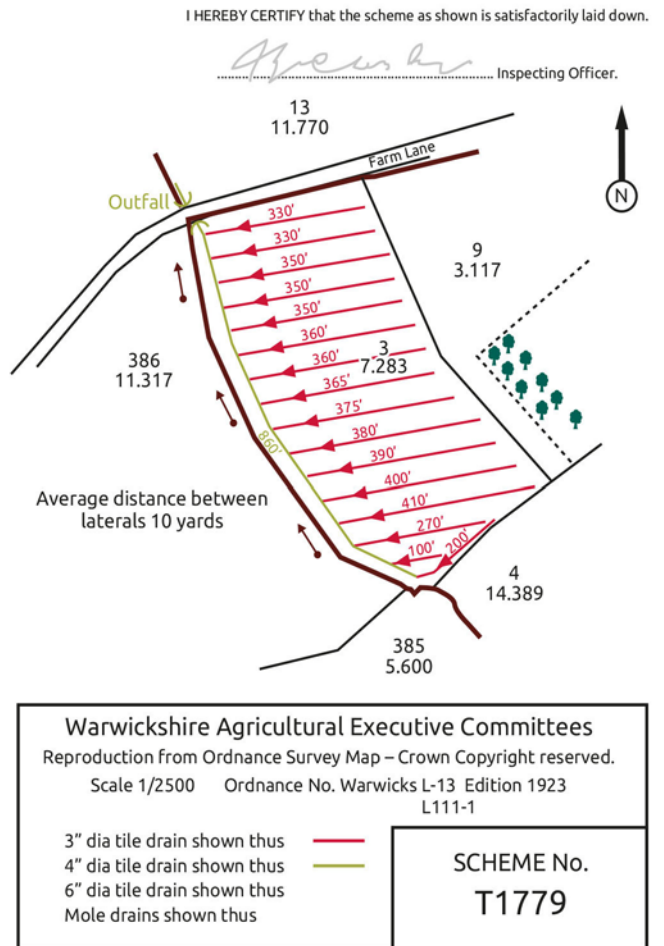 I HEREBY CERTIFY that the scheme as shown is satisfactorily laid down.
Inspecting Officer.
13
11.770
Farm Lane
N
Outfall
330'
330'
350'
350'
350'
360'
360'
365'
375'
380'
390'
400'
410'
270'
100'
200'
860'
9
3.117
3
7.283
386
11.317
Average distance between
laterals 10 yards
4
14.389
385
5.600
Warwickshire Agricultural Executive Committees
Reproduction from Ordnance Survey Map – Crown Copyright reserved.
Scale 1/2500 Ordnance No. Warwicks L-13 Edition 1923
L111-1
3” dia tile drain shown thus
4” dia tile drain shown thus
6” dia tile drain shown thus
Mole drains shown thus
SCHEME No.
T1779